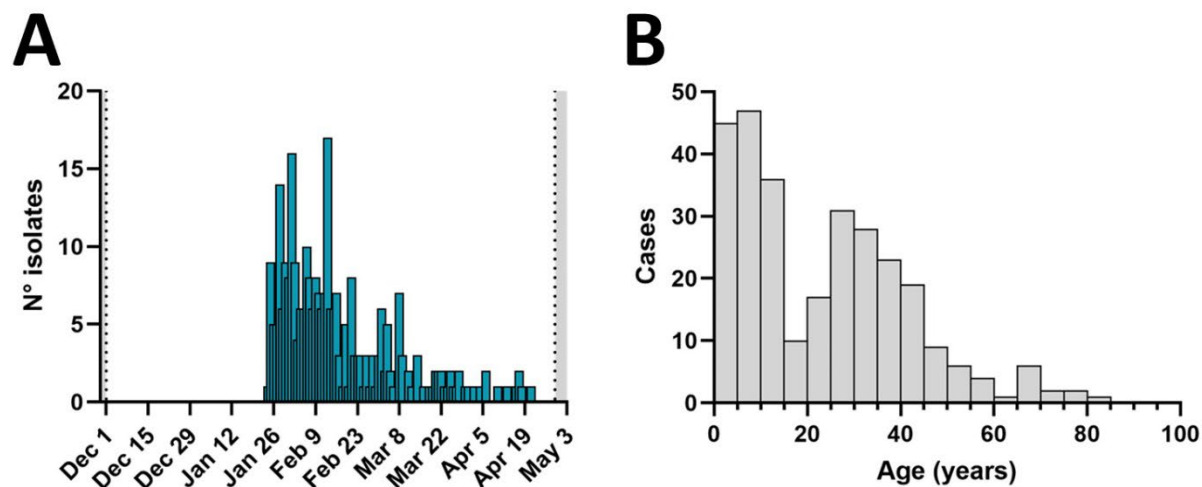 A
20
15
10
5
0
N° isolates
Dec 1
Dec 15
Dec 29
Jan 12
Jan 26
Feb 9
Feb 23
Mar 8
Mar 22
Apr 5
Apr 19
May 3
B
50
40
30
20
10
0
Cases
0 20 40 60 80 100
Age (years)